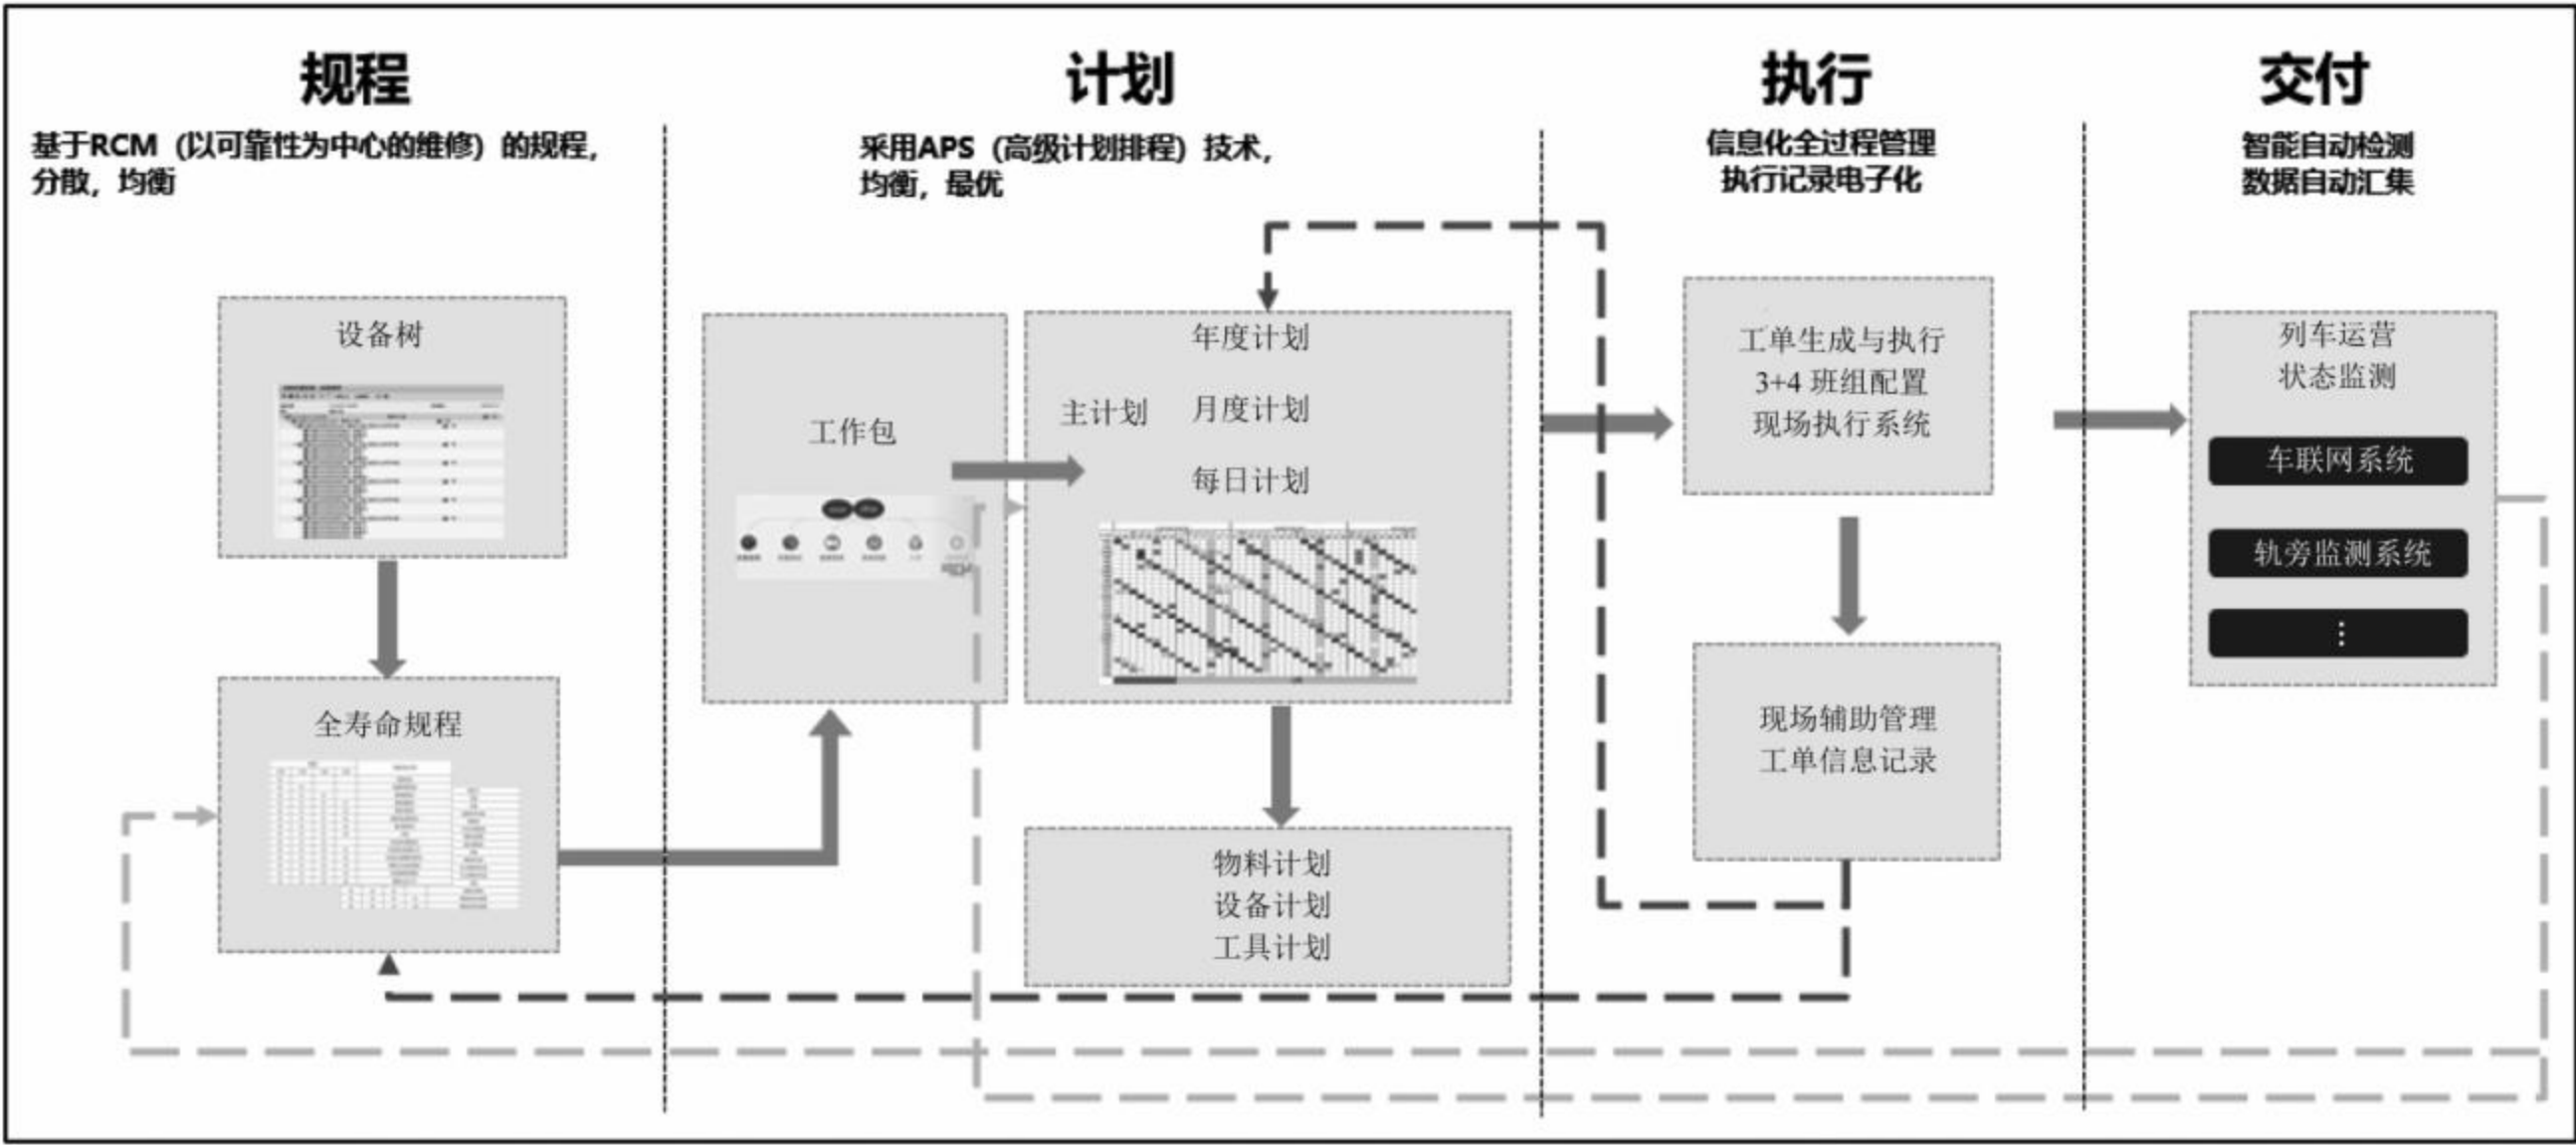 规程
基于RCM（以可靠性为中心的维修）的规程，
分散，均衡
设备树
全寿命规程
计划
采用APS（高级计划排程）技术，
均衡，最优
工作包
年度计划
主计划
月度计划
每日计划
物料计划
设备计划
工具计划
执行
信息化全过程管理
执行记录电子化
工单生成与执行
3+4 班组配置
现场执行系统
现场辅助管理
工单信息记录
交付
智能自动检测
数据自动汇集
列车运营
状态监测
车联网系统
轨旁监测系统
⋮